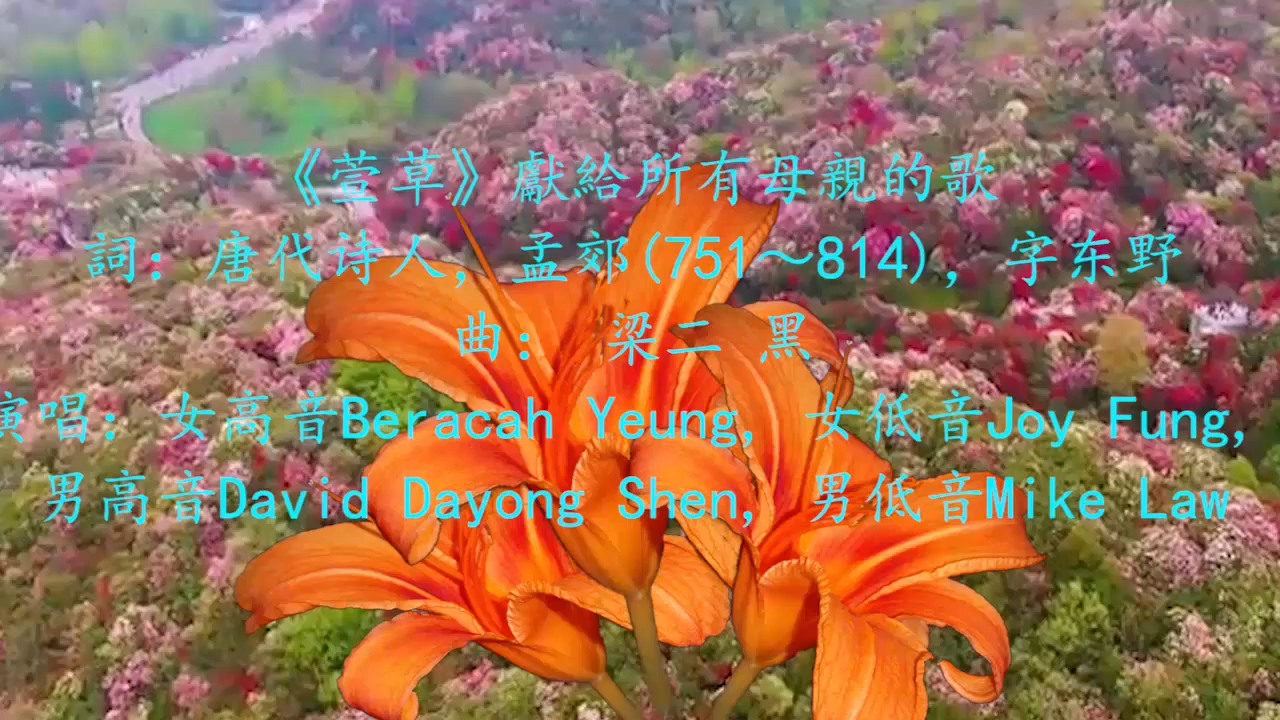 《萱草》獻給所有母親的歌
詞：唐代诗人，孟郊(751～814)，字东野
曲： 梁二 黑
演唱：女高音Beracah Yeung, 女低音Joy Fung,
男高音David Dayong Shen, 男低音Mike Law